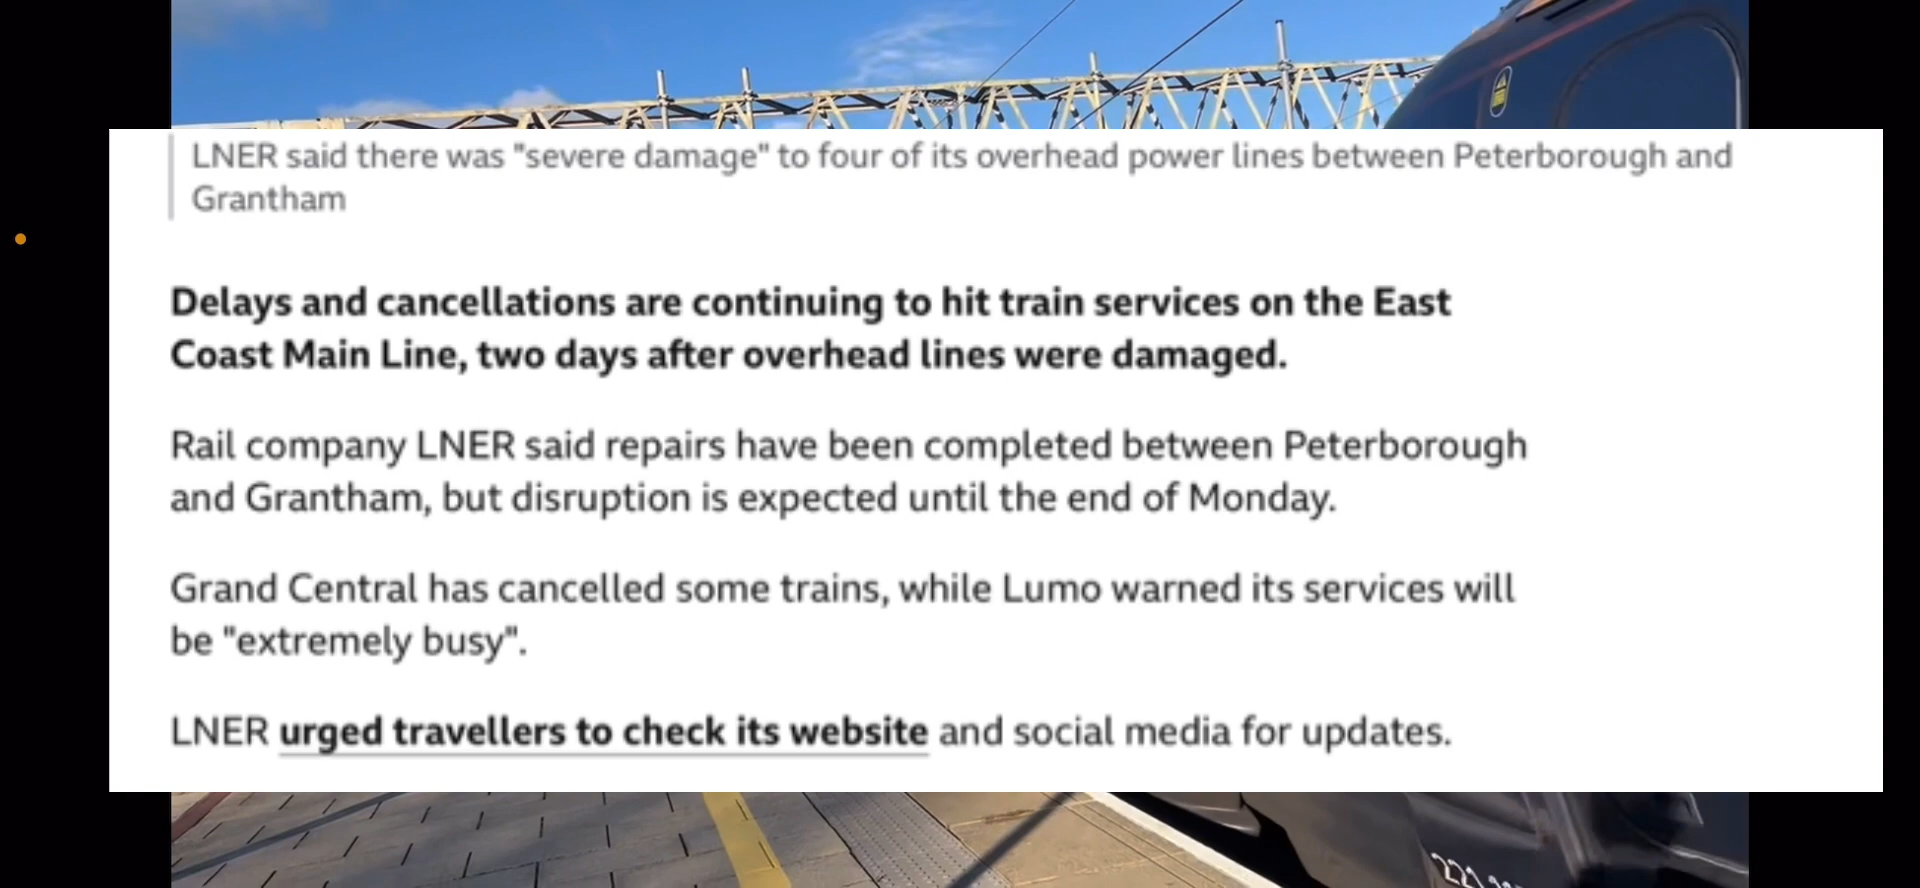 LNER said there was "severe damage" to four of its overhead power lines between Peterborough and
Grantham
Delays and cancellations are continuing to hit train services on the East
Coast Main Line, two days after overhead lines were damaged.
Rail company LNER said repairs have been completed between Peterborough
and Grantham, but disruption is expected until the end of Monday.
Grand Central has cancelled some trains, while Lumo warned its services will
be "extremely busy".
LNER urged travellers to check its website and social media for updates.